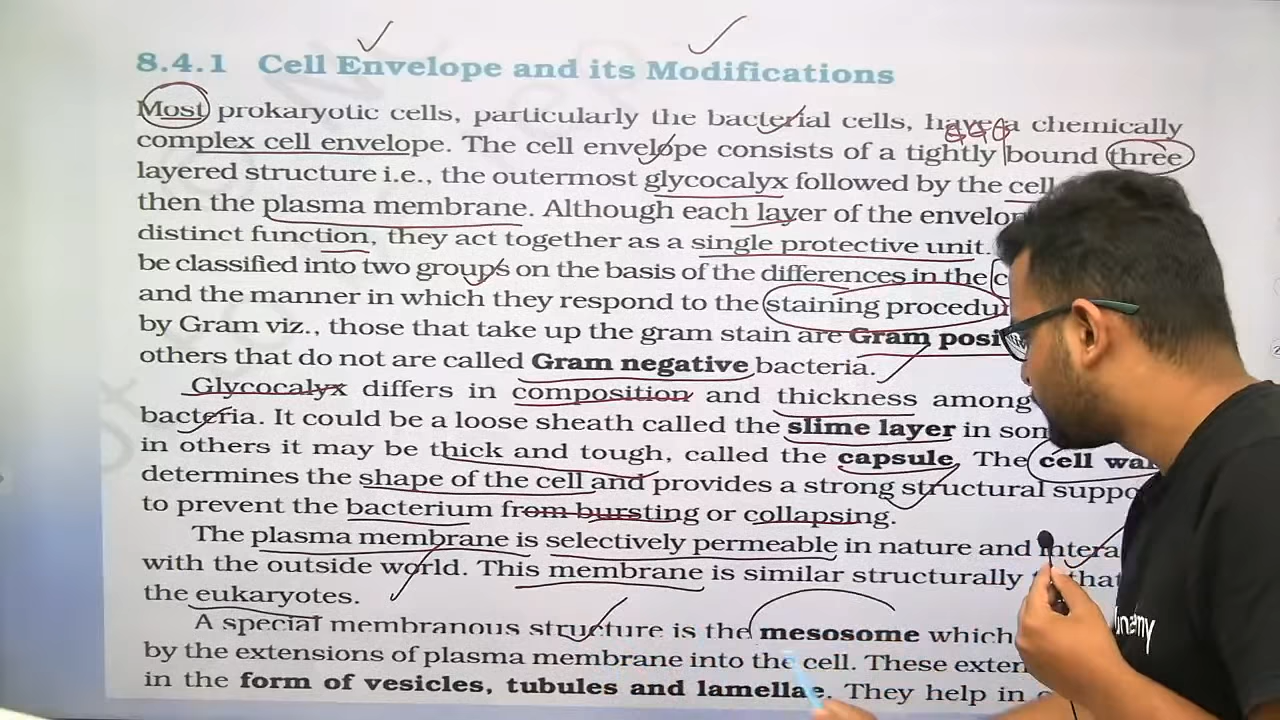 8.4.1 Cell Envelope and its Modifications
Most prokaryotic cells, particularly the bacterial cells, have a chemically
complex cell envelope. The cell envelope consists of a tightly bound three
layered structure i.e., the outermost glycocalyx followed by the cell
then the plasma membrane. Although each layer of the
distinct function, they act together as a single protective unit.
be classified into two groups on the basis of the differences in the
and the manner in which they respond to the staining
by Gram viz., those that take up the gram stain are Gram
others that do not are called Gram negative bacteria.
Glycocalyx differs in composition and thickness among
bacteria. It could be a loose sheath called the slime layer in
in others it may be thick and tough, called the capsule. The cell
determines the shape of the cell and provides a strong structural
to prevent the bacterium from bursting or collapsing.
The plasma membrane is selectively permeable in nature and
with the outside world. This membrane is similar structurally that
the eukaryotes.
A special membranous structure is the mesosome which
by the extensions of plasma membrane into the cell. These
in the form of vesicles, tubules and lamellae. They help in